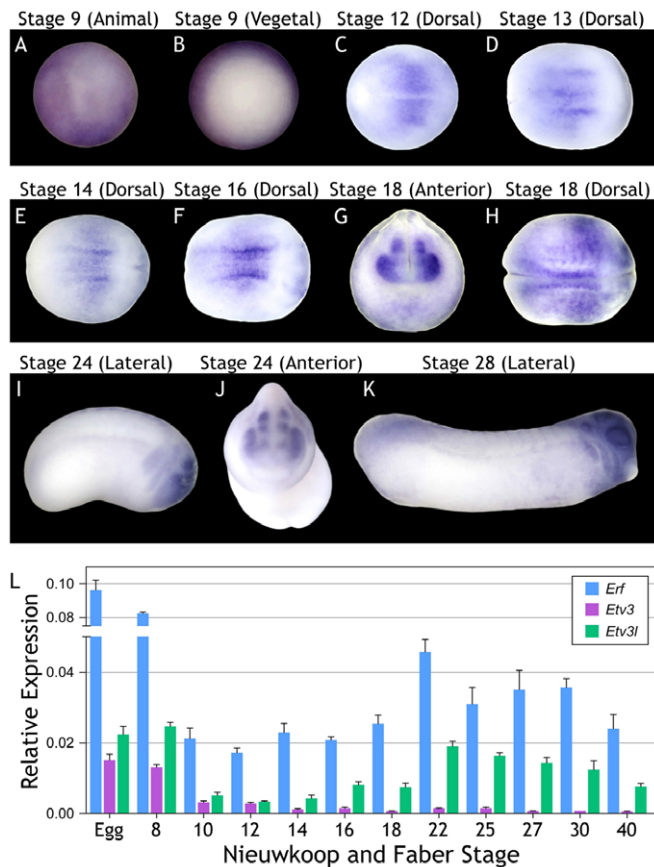 Stage 9 (Animal) Stage 9 (Vegetal) Stage 12 (Dorsal) Stage 13 (Dorsal)
A B C D
Stage 14 (Dorsal) Stage 16 (Dorsal) Stage 18 (Anterior) Stage 18 (Dorsal)
E F G H
Stage 24 (Lateral) Stage 24 (Anterior) Stage 28 (Lateral)
I J K
L
Relative Expression
0.10
0.08
0.04
0.02
0.00
Erf
Etv3
Etv3l
Egg 8 10 12 14 16 18 22 25 27 30 40
Nieuwkoop and Faber Stage